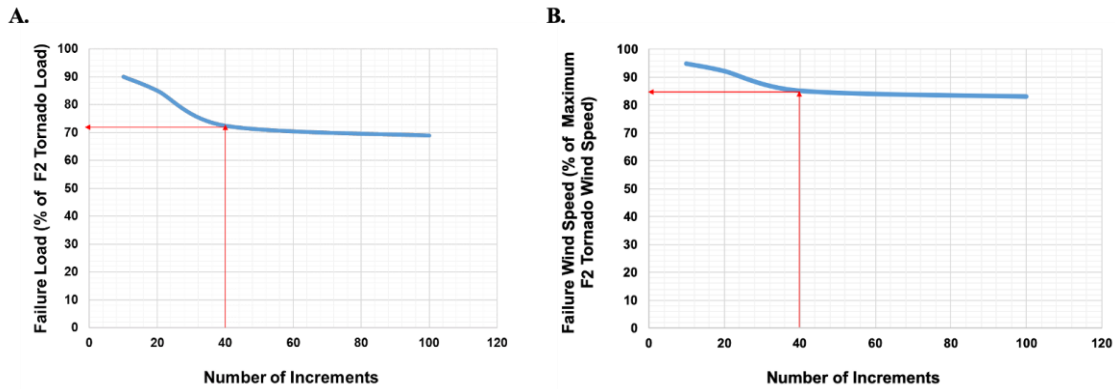 A.
Failure Load (% of F2 Tornado Load)
100
90
80
70
60
50
40
30
20
10
0
0 20 40 60 80 100 120
Number of Increments
B.
Failure Wind Speed (% of Maximum
F2 Tornado Wind Speed)
100
90
80
70
60
50
40
30
20
10
0
0 20 40 60 80 100 120
Number of Increments